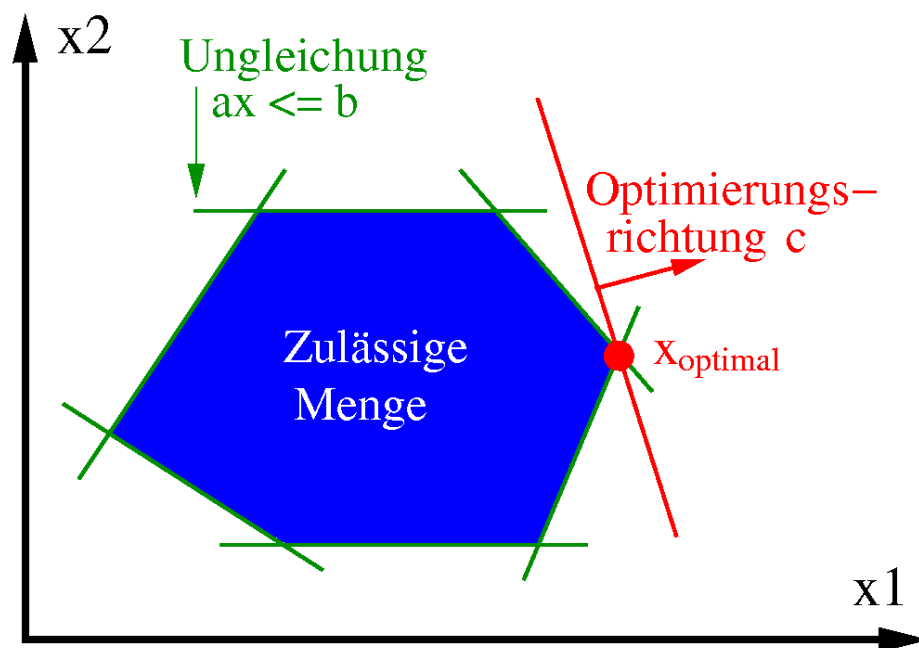 x2
Ungleichung
ax <= b
Optimierungs–
richtung c
Zulässige
Menge
xoptimal
x1